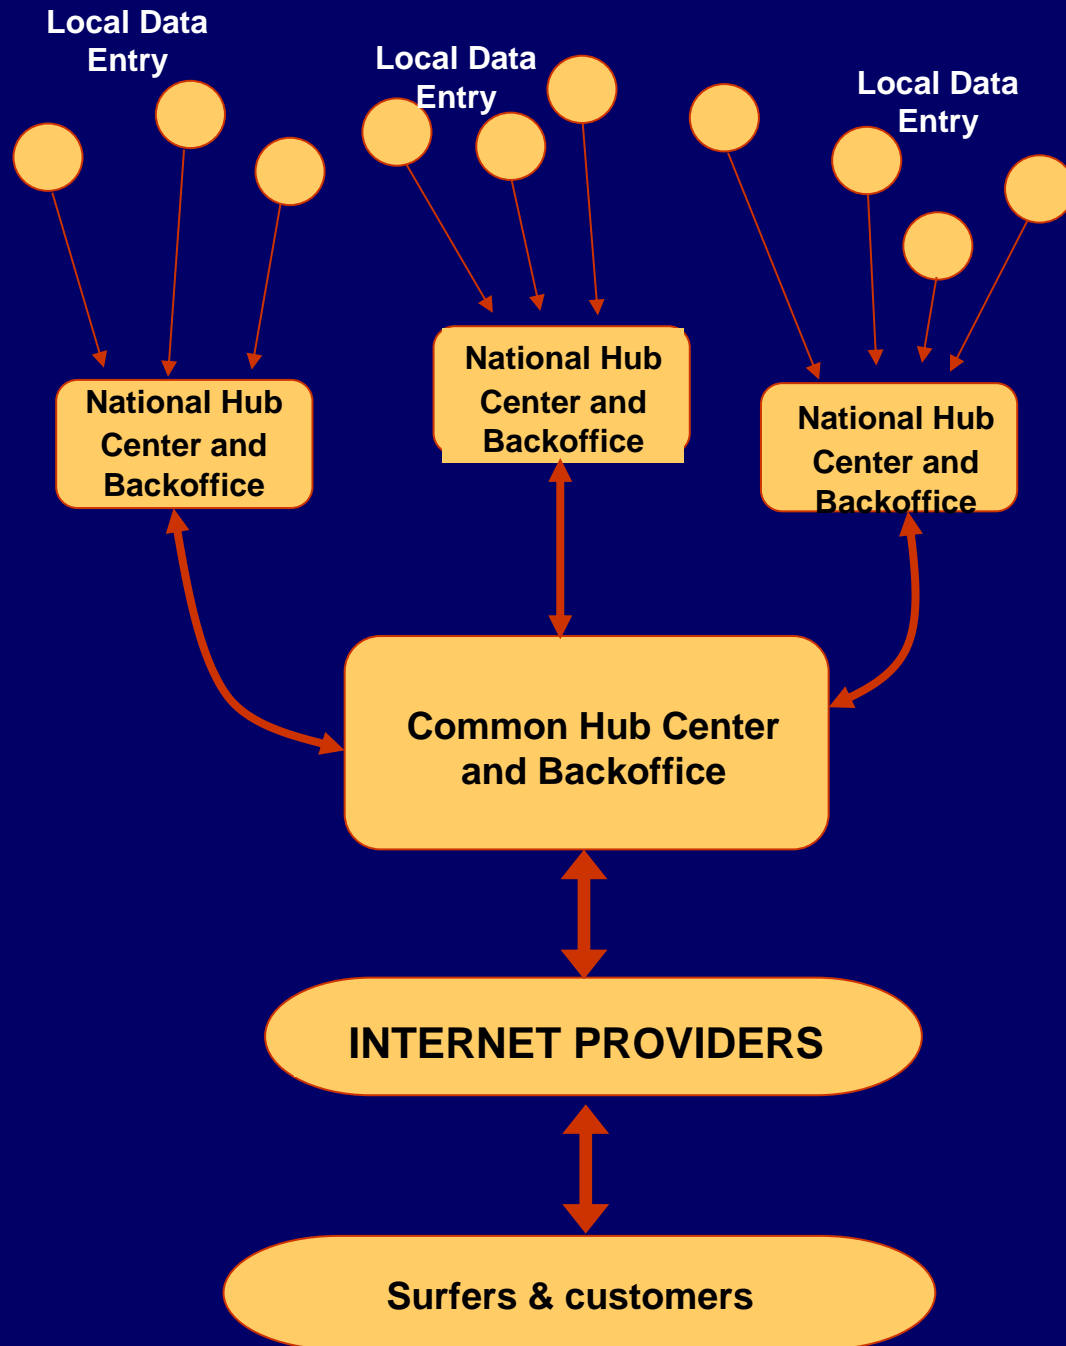 Local Data
Entry
Local Data
Entry
Local Data
Entry
National Hub
Center and
Backoffice
National Hub
Center and
Backoffice
National Hub
Center and
Backoffice
Common Hub Center
and Backoffice
INTERNET PROVIDERS
Surfers & customers